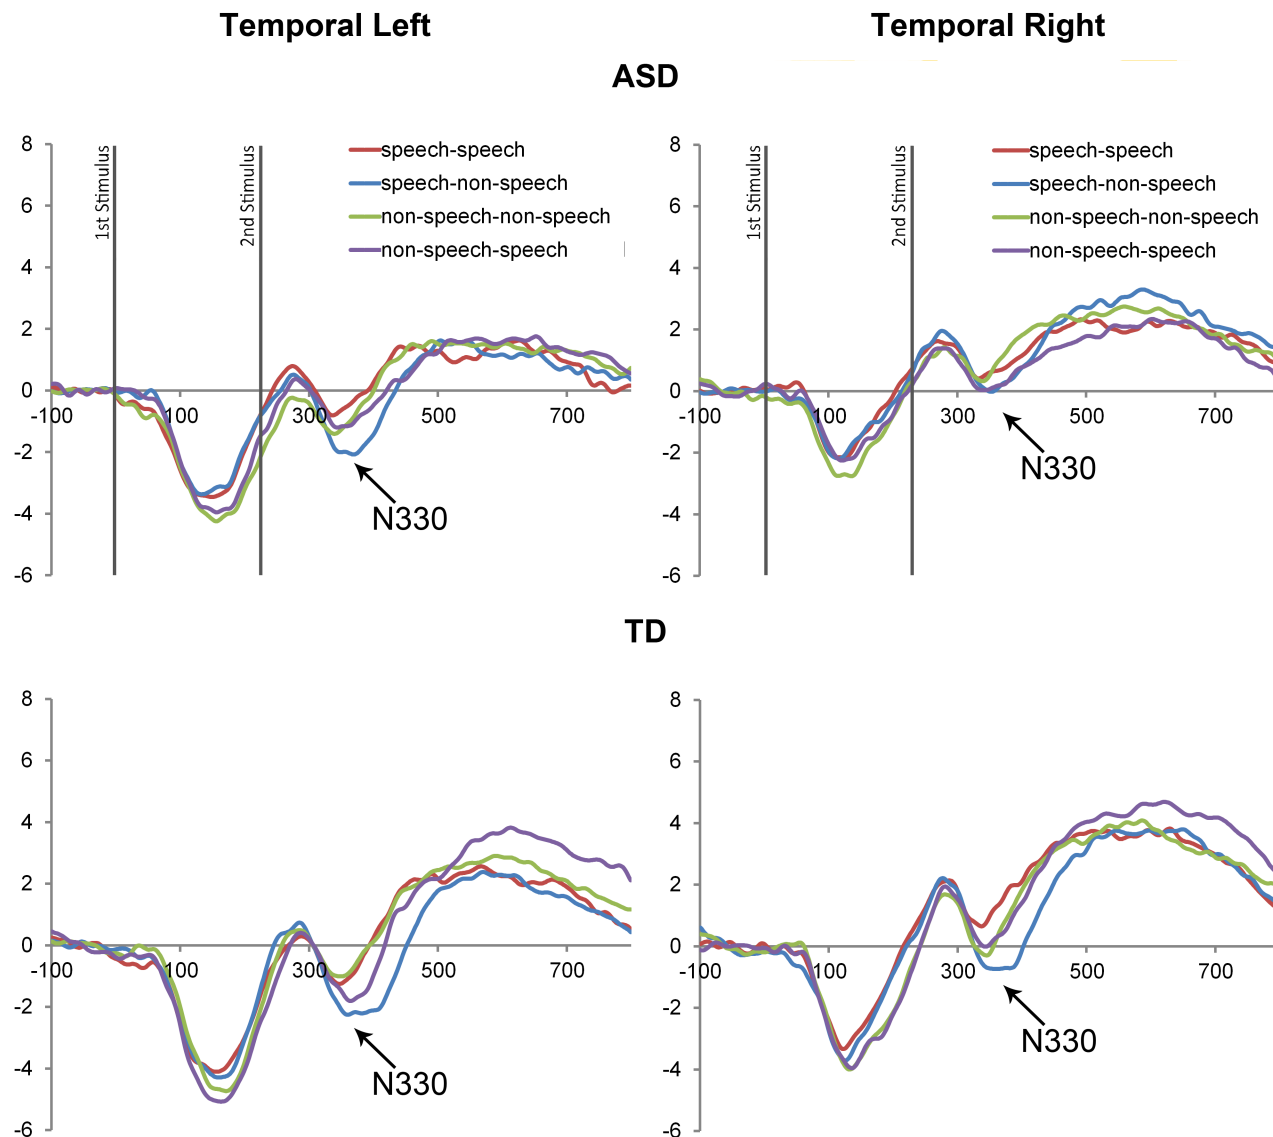 Temporal Left
Temporal Right
ASD
8
6
4
2
0
-2
-4
-6
-100
100
300
500
700
1st Stimulus
2nd Stimulus
speech-speech
speech-non-speech
non-speech-non-speech
non-speech-speech
N330
8
6
4
2
0
-2
-4
-6
-100
100
300
500
700
1st Stimulus
2nd Stimulus
speech-speech
speech-non-speech
non-speech-non-speech
non-speech-speech
N330
TD
8
6
4
2
0
-2
-4
-6
-100
100
300
500
700
N330
8
6
4
2
0
-2
-4
-6
-100
100
300
500
700
N330